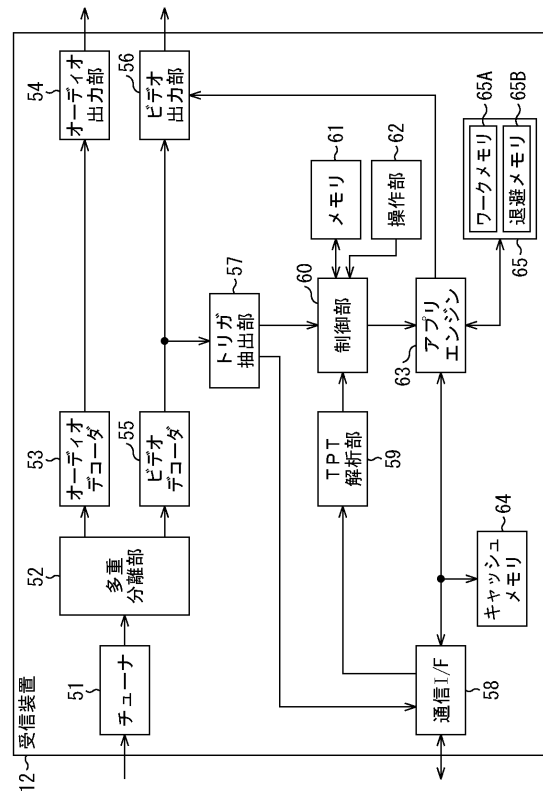 12
受信装置
51
チューナ
52
多重
分離部
53
オーディオ
デコーダ
54
オーディオ
出力部
55
ビデオ
デコーダ
56
ビデオ
出力部
57
トリガ
抽出部
58
通信I/F
59
TPT
解析部
60
制御部
61
メモリ
62
操作部
63
アプリ
エンジン
64
キャッシュ
メモリ
65
ワークメモリ
65A
退避メモリ
65B